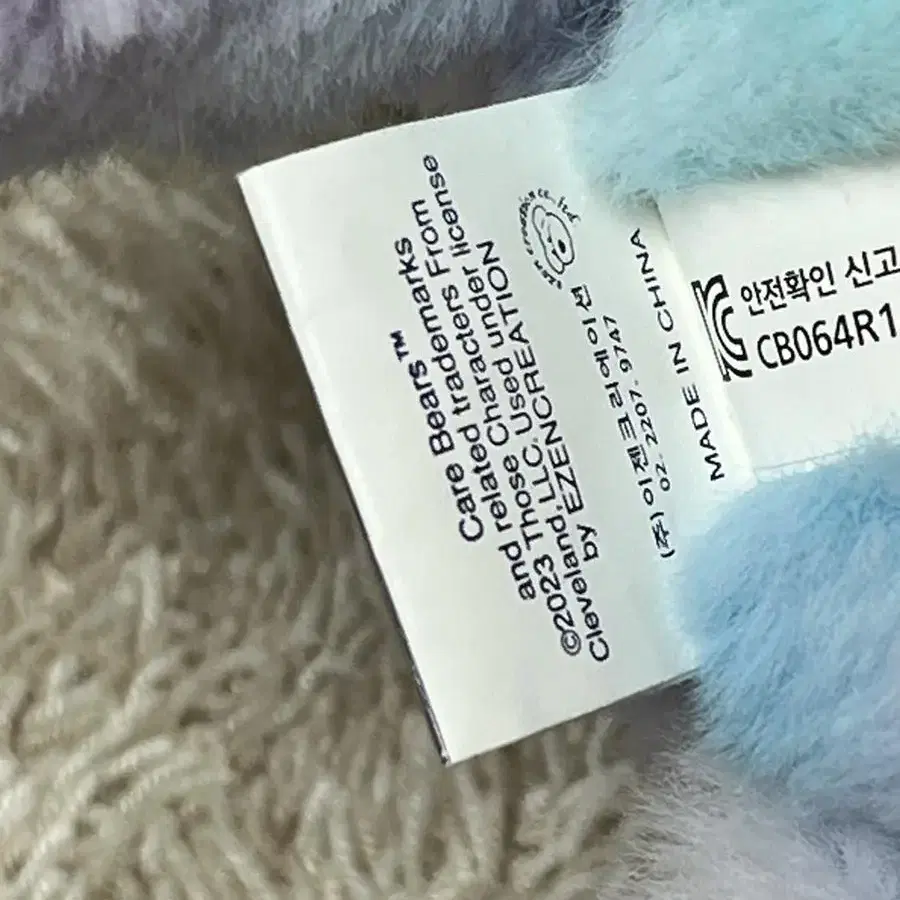 Care Bears™
and related trademarks
©2023 Those Characters From
Cleveland, LLC. Used under license
by EZENCREATION
(주)이젠크리에이션
02. 2207. 9747
MADE IN CHINA
안전확인 신고
CB064R1